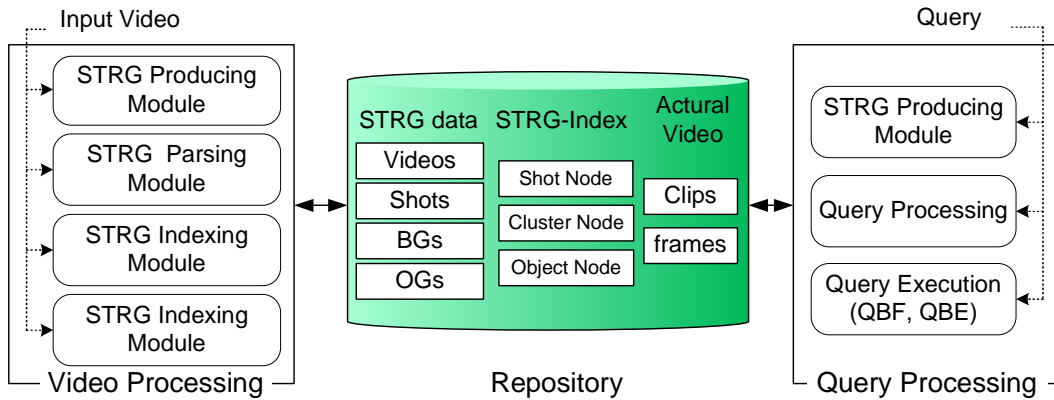 Input Video
STRG Producing
Module
STRG Parsing
Module
STRG Indexing
Module
STRG Indexing
Module
Video Processing
STRG data
Videos
Shots
BGs
OGs
STRG-Index
Shot Node
Cluster Node
Object Node
Actural
Video
Clips
frames
Repository
Query
STRG Producing
Module
Query Processing
Query Execution
(QBF, QBE)
Query Processing